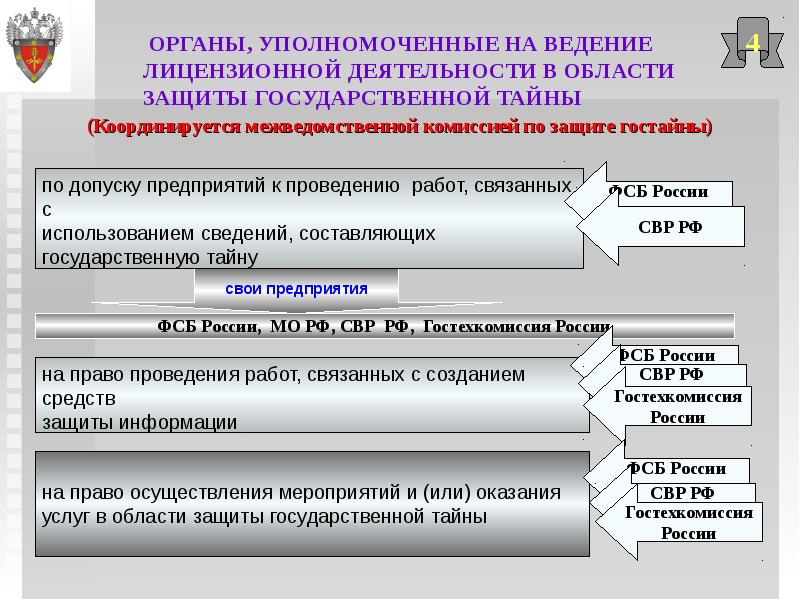 4
ОРГАНЫ, УПОЛНОМОЧЕННЫЕ НА ВЕДЕНИЕ
ЛИЦЕНЗИОННОЙ ДЕЯТЕЛЬНОСТИ В ОБЛАСТИ
ЗАЩИТЫ ГОСУДАРСТВЕННОЙ ТАЙНЫ
(Координируется межведомственной комиссией по защите гостайны)
по допуску предприятий к проведению работ, связанных
с
использованием сведений, составляющих
государственную тайну
ФСБ России
СВР РФ
свои предприятия
ФСБ России, МО РФ, СВР РФ, Гостехкомиссия России
на право проведения работ, связанных с созданием
средств
защиты информации
ФСБ России
СВР РФ
Гостехкомиссия
России
на право осуществления мероприятий и (или) оказания
услуг в области защиты государственной тайны
ФСБ России
СВР РФ
Гостехкомиссия
России